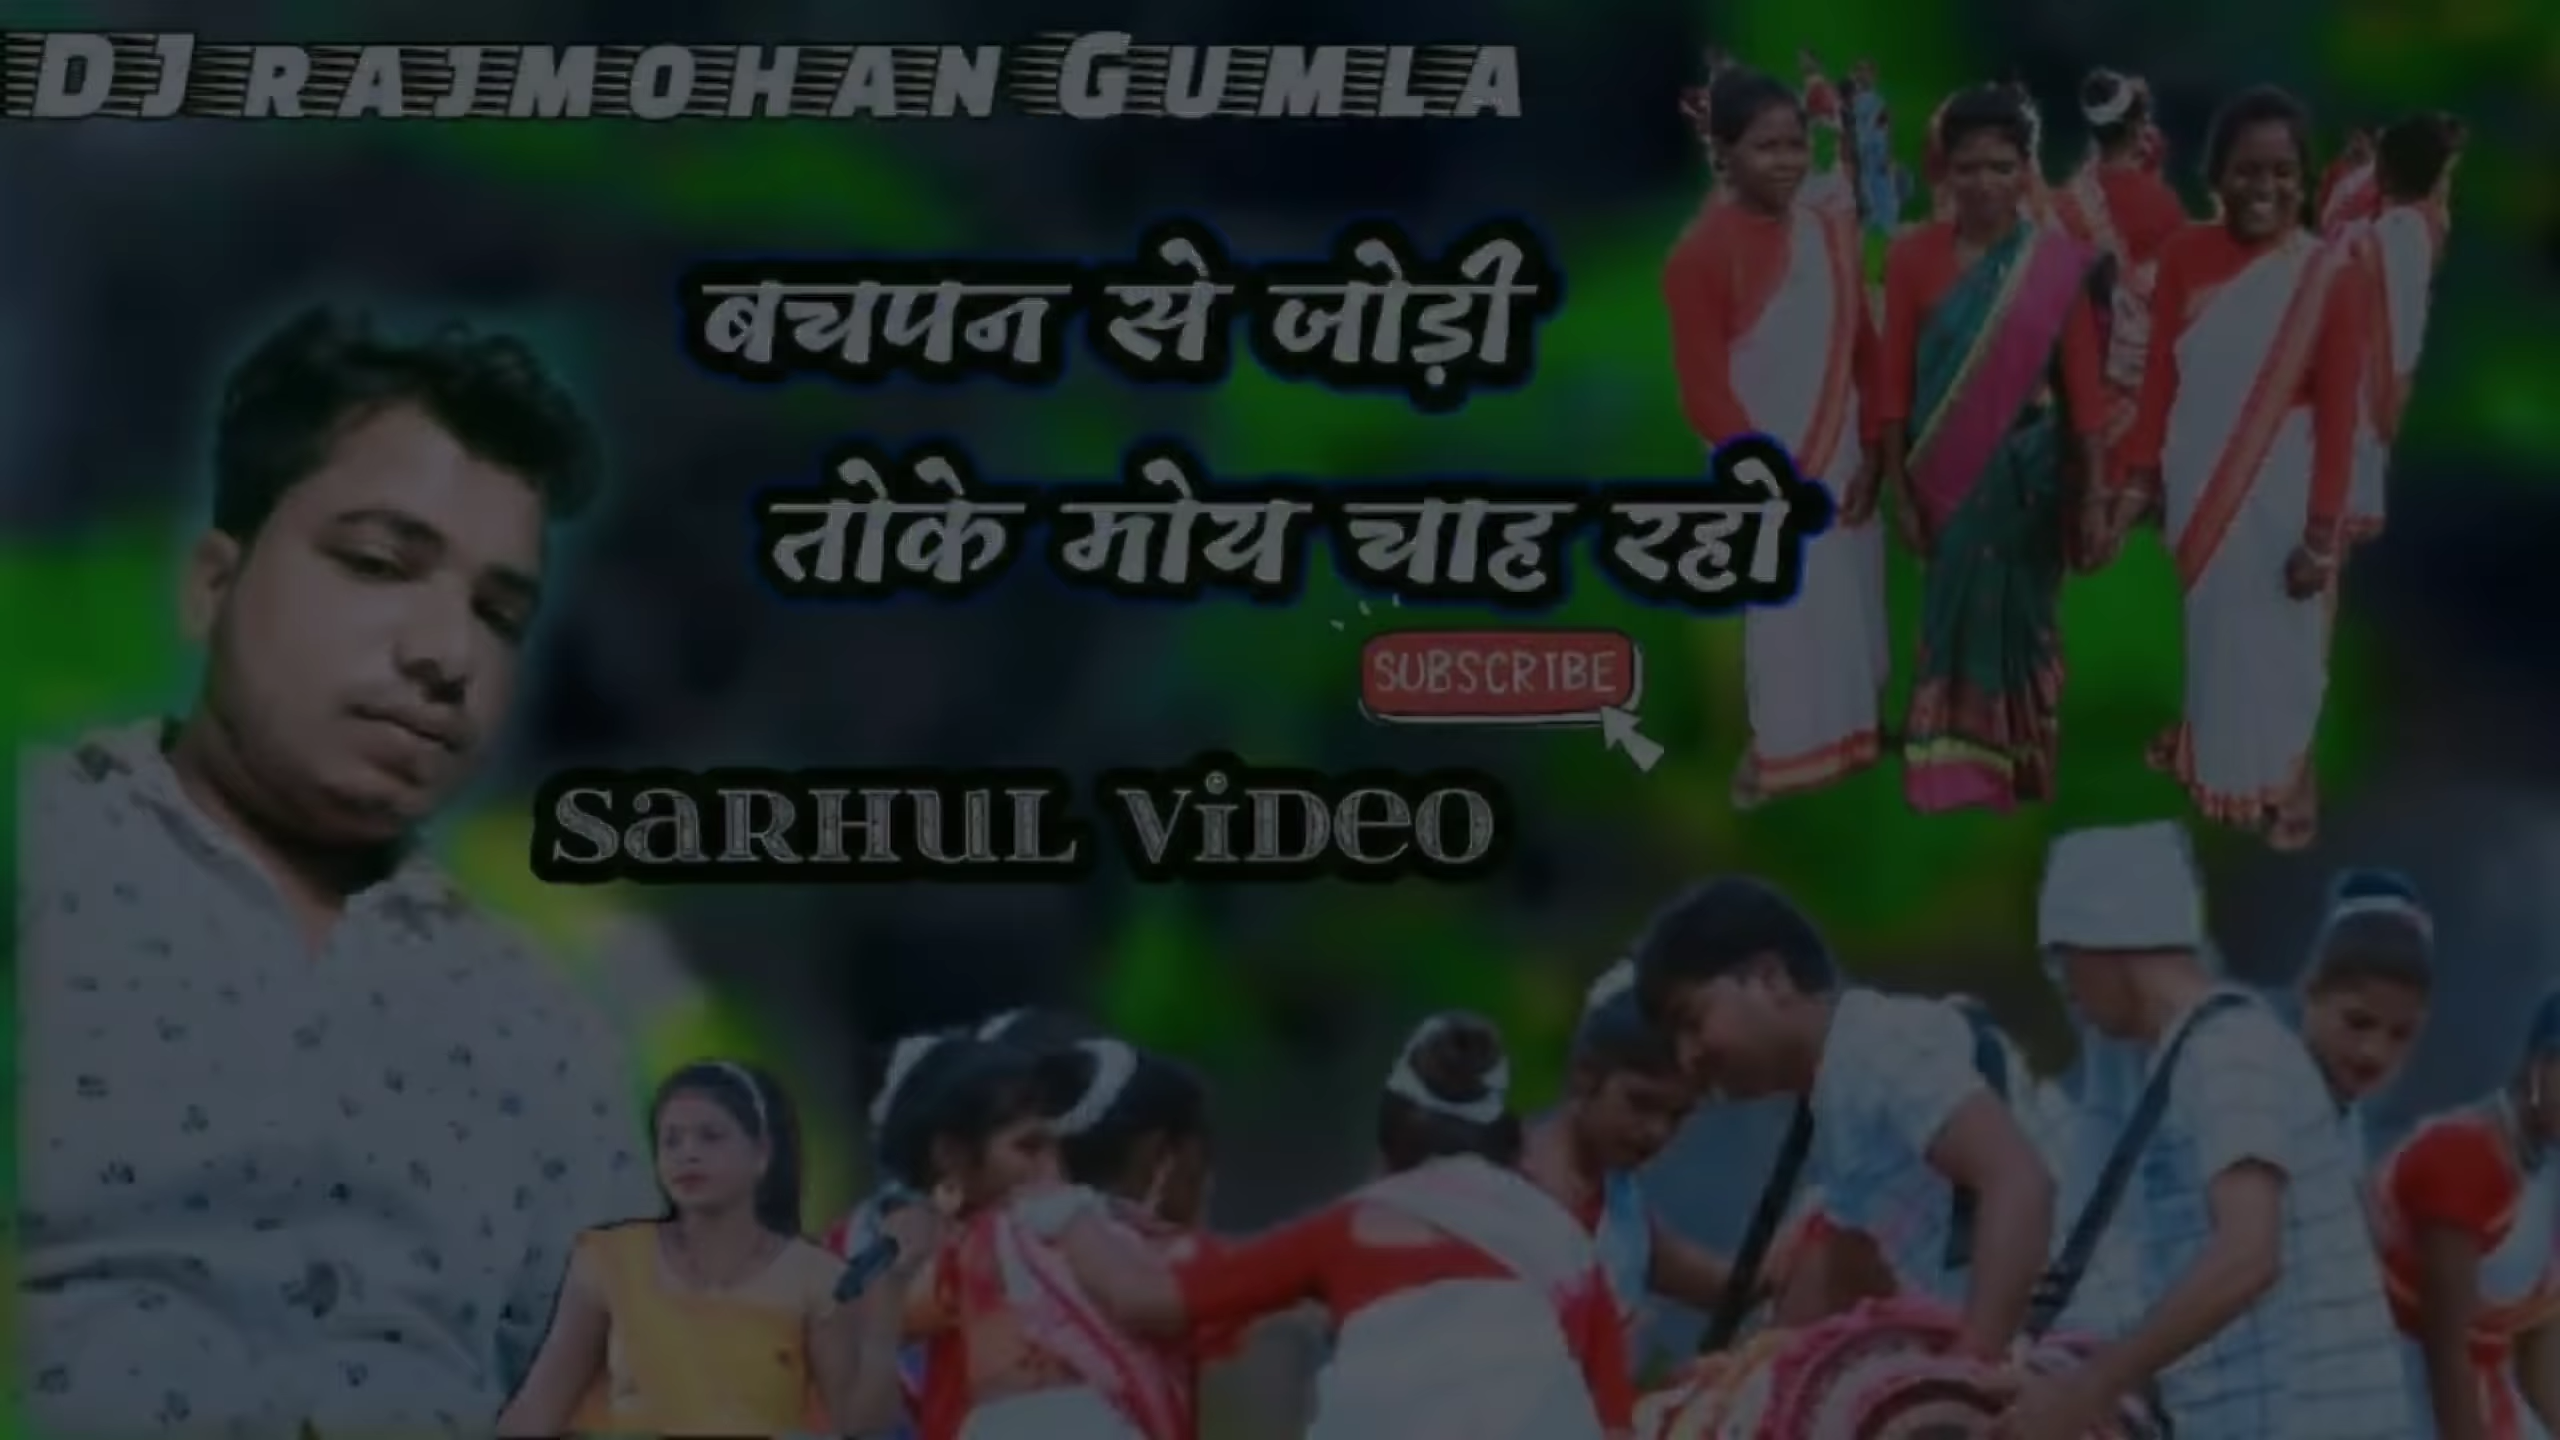 DJ RAJMOHAN GUMLA
बचपन से जोड़ी
तोके मोय चाह रहो
SUBSCRIBE
SARHUL VIDEO